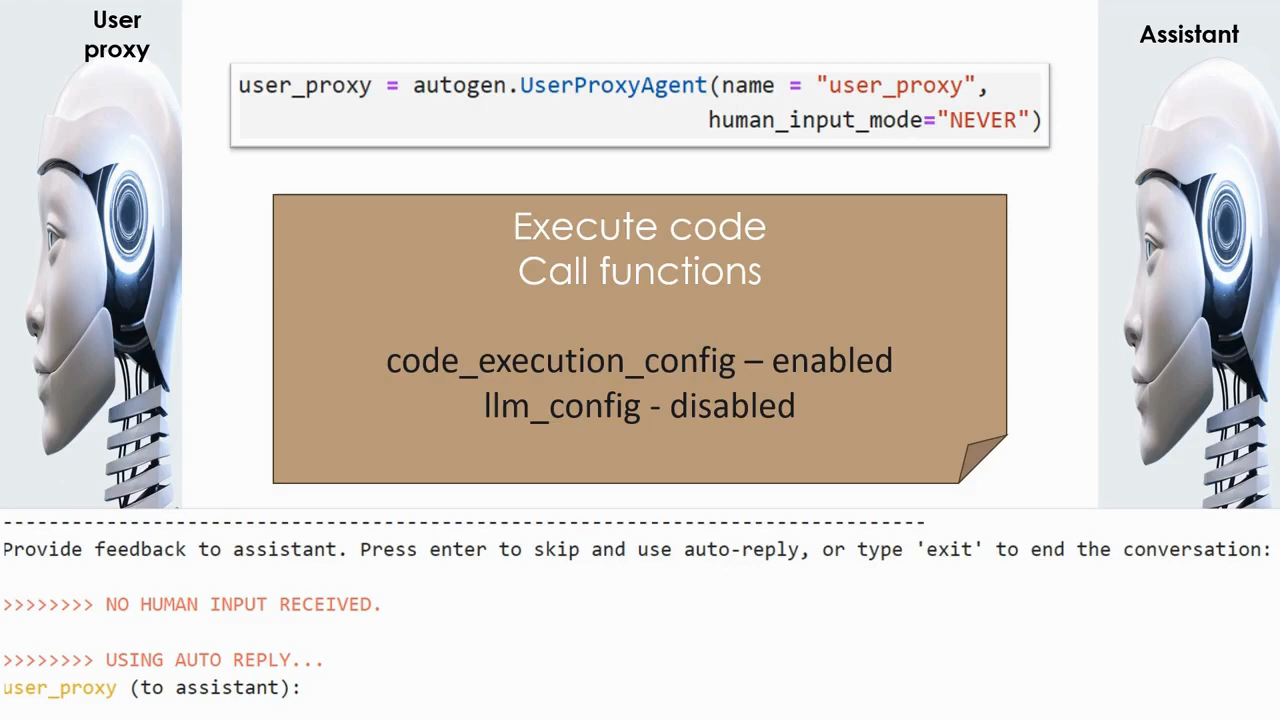 User
proxy
Assistant
user_proxy = autogen.UserProxyAgent(name = "user_proxy",
human_input_mode="NEVER")
Execute code
Call functions
code_execution_config – enabled
llm_config - disabled
--------------------------------------------------------------------------------
Provide feedback to assistant. Press enter to skip and use auto-reply, or type 'exit' to end the conversation:
>>>>>>>> NO HUMAN INPUT RECEIVED.
>>>>>>>> USING AUTO REPLY...
user_proxy (to assistant):